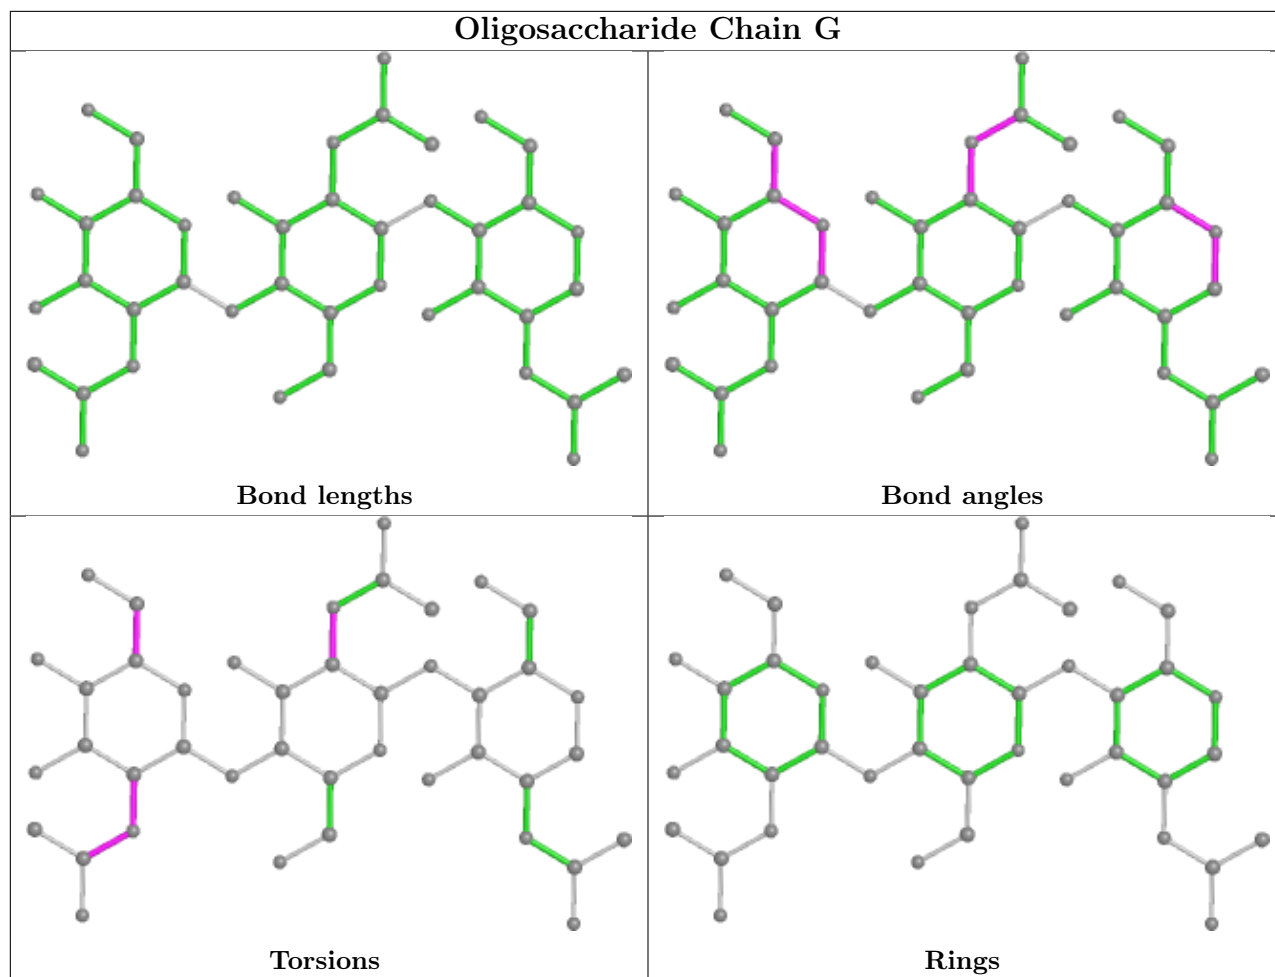 Oligosaccharide Chain G
Bond lengths
Bond angles
Torsions
Rings